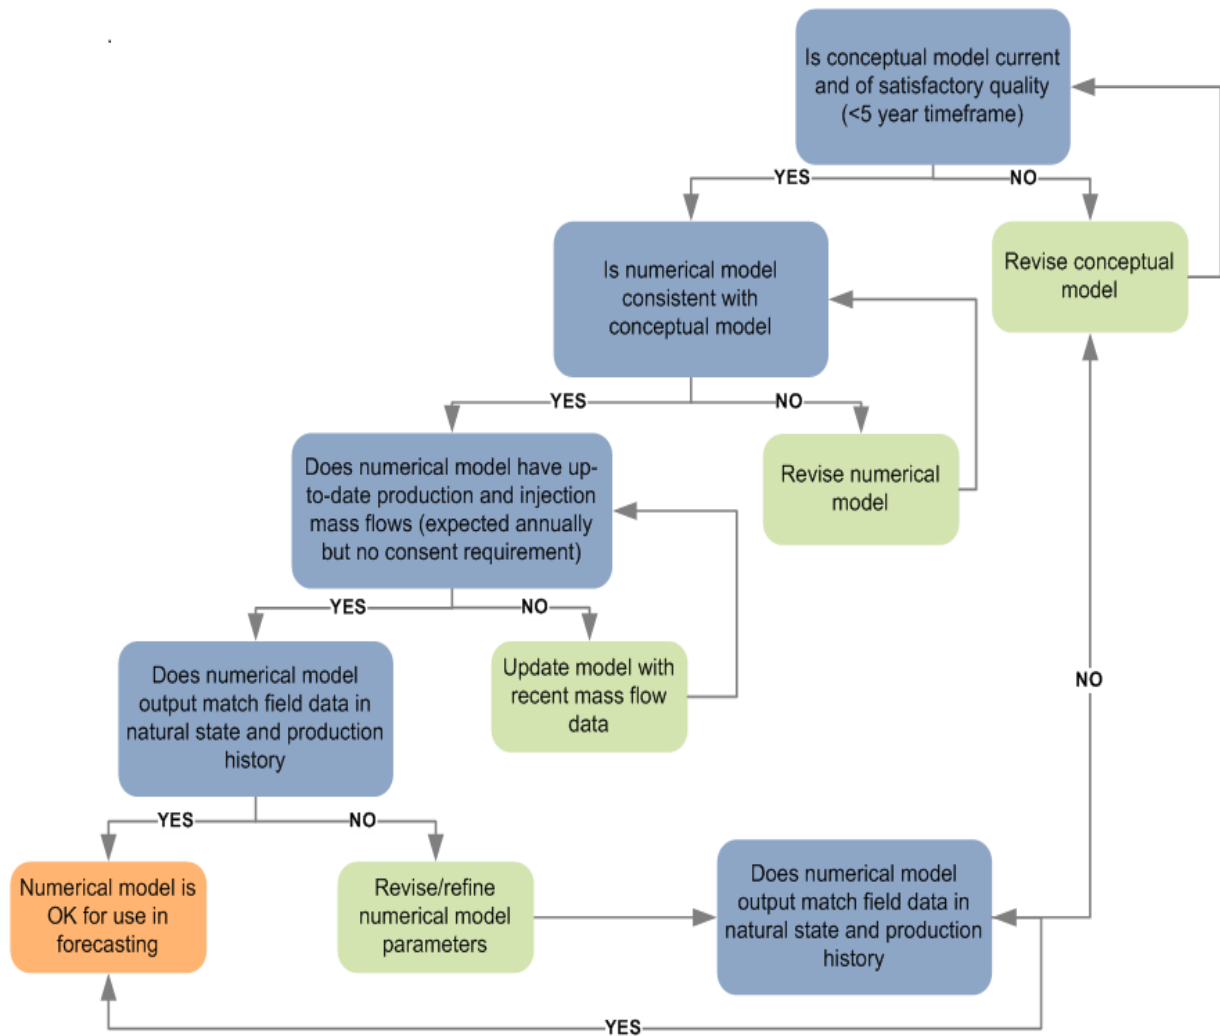 Is conceptual model current
and of satisfactory quality
(<5 year timeframe)
YES
NO
Is numerical model
consistent with
conceptual model
Revise conceptual
model
YES
NO
Does numerical model have up-
to-date production and injection
mass flows (expected annually
but no consent requirement)
Revise numerical
model
YES
NO
Does numerical model
output match field data in
natural state and production
history
Update model with
recent mass flow
data
NO
YES
NO
Numerical model is
OK for use in
forecasting
Revise/refine
numerical model
parameters
Does numerical model
output match field data in
natural state and production
history
YES